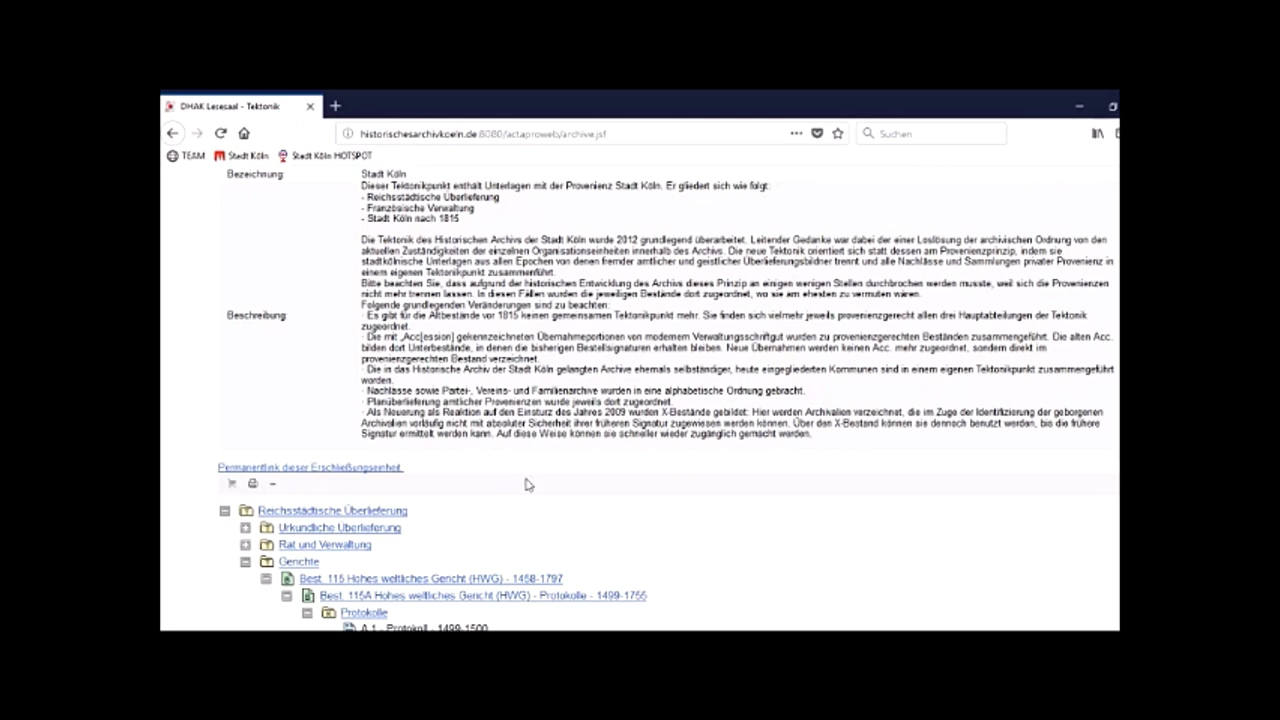 DHAK Lesesaal - Tektonik
historischesarchivkoeln.de:8080/actaproweb/archive.jsf
Suchen
TEAM Stadt Köln Stadt Köln HOTSPOT
Bezeichnung Stadt Köln
Dieser Tektonikpunkt enthält Unterlagen mit der Provenienz Stadt Köln. Er gliedert sich wie folgt:
- Reichsstädtische Überlieferung
- Französische Verwaltung
- Stadt Köln nach 1815
Die Tektonik des Historischen Archivs der Stadt Köln wurde 2012 grundlegend überarbeitet. Leitender Gedanke war dabei der einer Loslösung der archivischen Ordnung von den
aktuellen Zuständigkeiten der einzelnen Organisationseinheiten innerhalb des Archivs. Die neue Tektonik orientiert sich statt dessen am Provenienzprinzip, indem sie
stadtkölnische Unterlagen aus allen Epochen von denen fremder amtlicher und geistlicher Überlieferungsbildner trennt und alle Nachlässe und Sammlungen privater Provenienz in
einem eigenen Tektonikpunkt zusammenführt.
Bitte beachten Sie, dass aufgrund der historischen Entwicklung des Archivs dieses Prinzip an einigen wenigen Stellen durchbrochen werden musste, weil sich die Provenienzen
nicht mehr trennen lassen. In diesen Fällen wurden die jeweiligen Bestände dort zugeordnet, wo sie am ehesten zu vermuten wären.
Folgende grundlegenden Veränderungen sind zu beachten:
Beschreibung · Es gibt für die Altbestände vor 1815 keinen gemeinsamen Tektonikpunkt mehr. Sie finden sich vielmehr jeweils provenienzgerecht allen drei Hauptabteilungen der Tektonik
zugeordnet.
· Die mit „Acc[ession] gekennzeichneten Übernahmeportionen von modernem Verwaltungsschriftgut wurden zu provenienzgerechten Beständen zusammengeführt. Die alten Acc.
bilden dort Unterbestände, in denen die bisherigen Bestellsignaturen erhalten bleiben. Neue Übernahmen werden keinen Acc. mehr zugeordnet, sondern direkt im
provenienzgerechten Bestand verzeichnet.
· Die in das Historische Archiv der Stadt Köln gelangten Archive ehemals selbständiger, heute eingegliederten Kommunen sind in einem eigenen Tektonikpunkt zusammengeführt
worden.
· Nachlässe sowie Partei-, Vereins- und Familienarchive wurden in eine alphabetische Ordnung gebracht.
· Planüberlieferung amtlicher Provenienzen wurde jeweils dort zugeordnet.
· Als Neuerung als Reaktion auf den Einsturz des Jahres 2009 wurden X-Bestände gebildet: Hier werden Archivalien verzeichnet, die im Zuge der Identifizierung der geborgenen
Archivalien vorläufig nicht mit absoluter Sicherheit ihrer früheren Signatur zugewiesen werden können. Über den X-Bestand können sie dennoch benutzt werden, bis die frühere
Signatur ermittelt werden kann. Auf diese Weise können sie schneller wieder zugänglich gemacht werden.
Permanentlink dieser Erschließungseinheit
Reichsstädtische Überlieferung
Urkundliche Überlieferung
Rat und Verwaltung
Gerichte
Best. 115 Hohes weltliches Gericht (HWG) - 1458-1797
Best. 115A Hohes weltliches Gericht (HWG) - Protokolle - 1499-1755
Protokolle
A 1 - Protokoll - 1499-1500